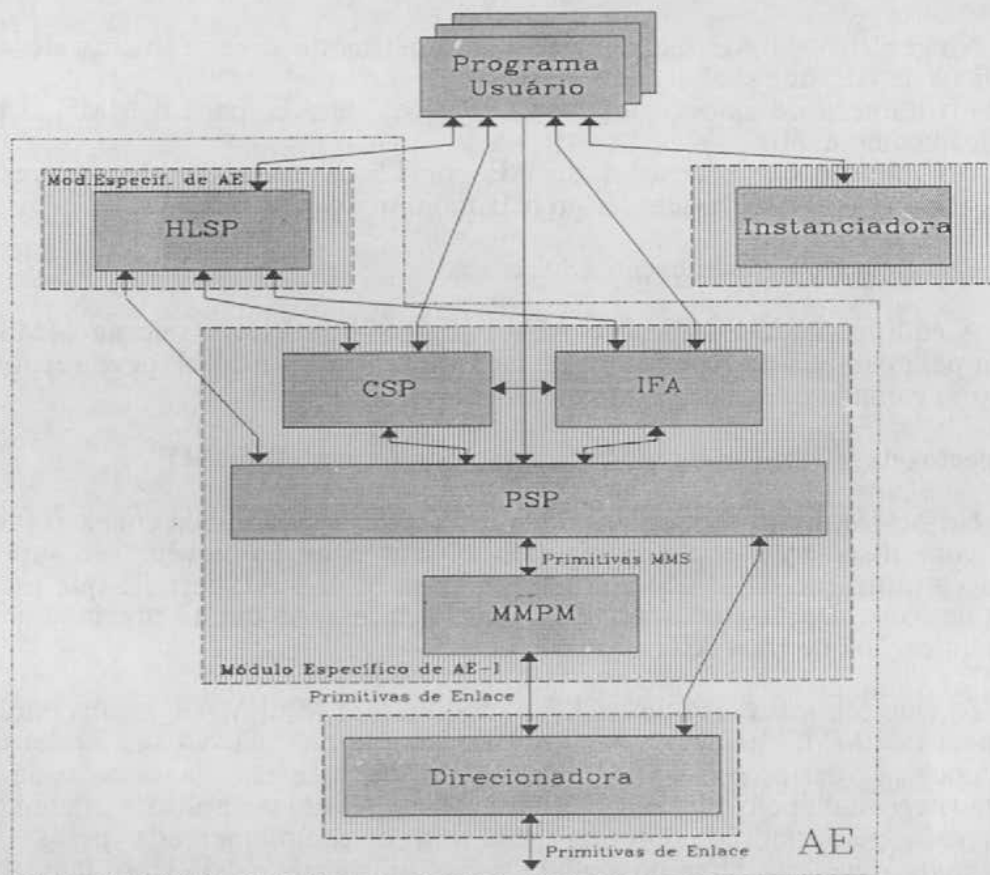 Programa
Usuário
Mod.Especif. de AE
HLSP
Instanciadora
CSP
IFA
PSP
Primitivas MMS
MMPM
Módulo Específico de AE-1
Primitivas de Enlace
Direcionadora
Primitivas de Enlace
AE